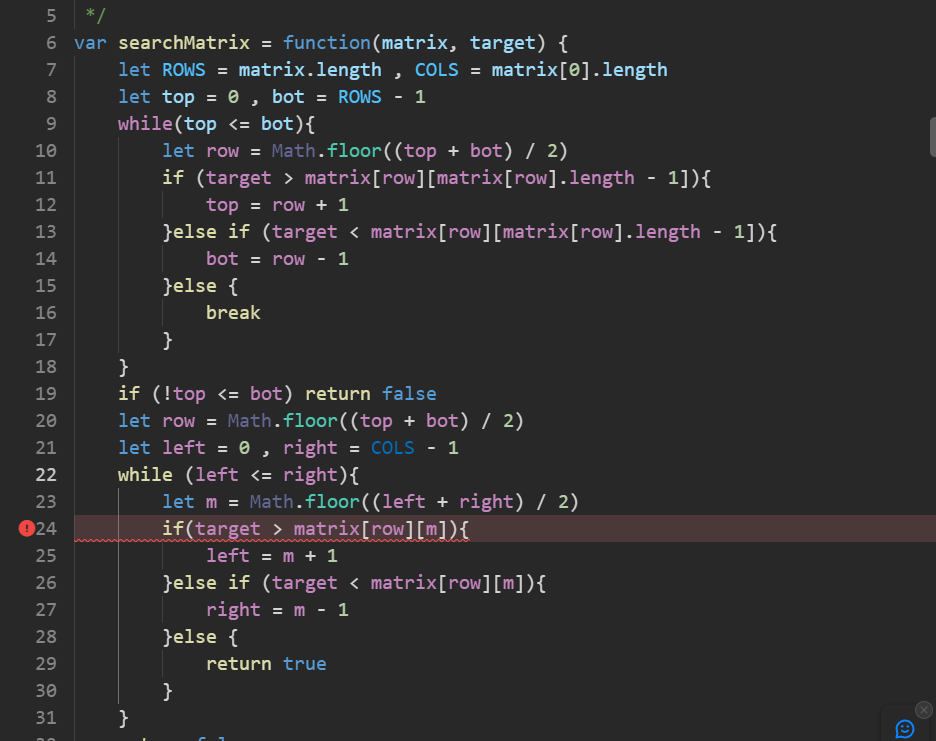 5 */
6 var searchMatrix = function(matrix, target) {
7 let ROWS = matrix.length , COLS = matrix[0].length
8 let top = 0 , bot = ROWS - 1
9 while(top <= bot){
10 let row = Math.floor((top + bot) / 2)
11 if (target > matrix[row][matrix[row].length - 1]){
12 top = row + 1
13 }else if (target < matrix[row][matrix[row].length - 1]){
14 bot = row - 1
15 }else {
16 break
17 }
18 }
19 if (!top <= bot) return false
20 let row = Math.floor((top + bot) / 2)
21 let left = 0 , right = COLS - 1
22 while (left <= right){
23 let m = Math.floor((left + right) / 2)
24 if(target > matrix[row][m]){
25 left = m + 1
26 }else if (target < matrix[row][m]){
27 right = m - 1
28 }else {
29 return true
30 }
31 }